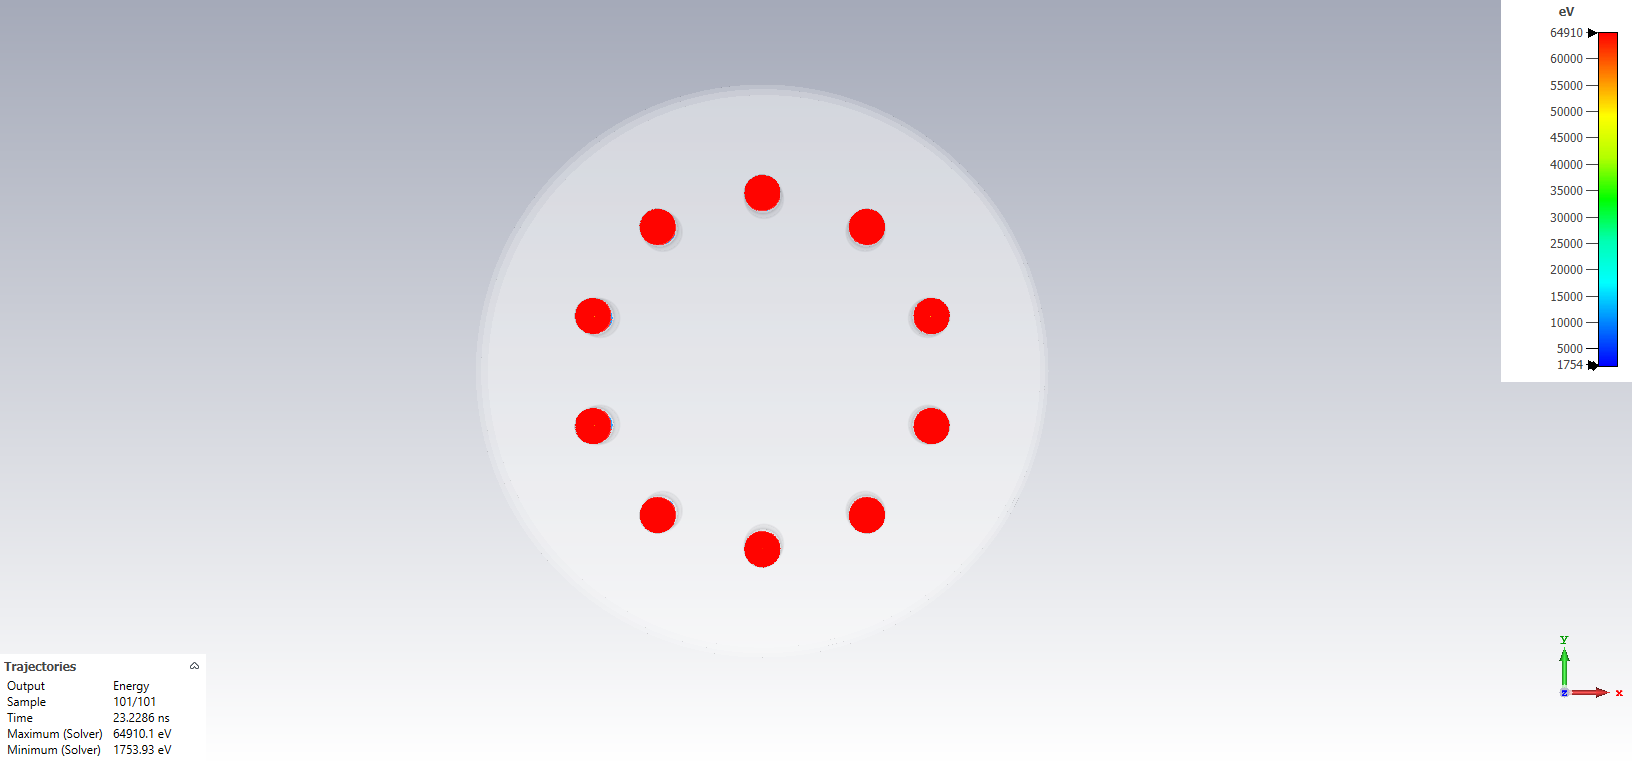 eV
64910
60000
55000
50000
45000
40000
35000
30000
25000
20000
15000
10000
5000
1754
y
z x
Trajectories
Output Energy
Sample 101/101
Time 23.2286 ns
Maximum (Solver) 64910.1 eV
Minimum (Solver) 1753.93 eV